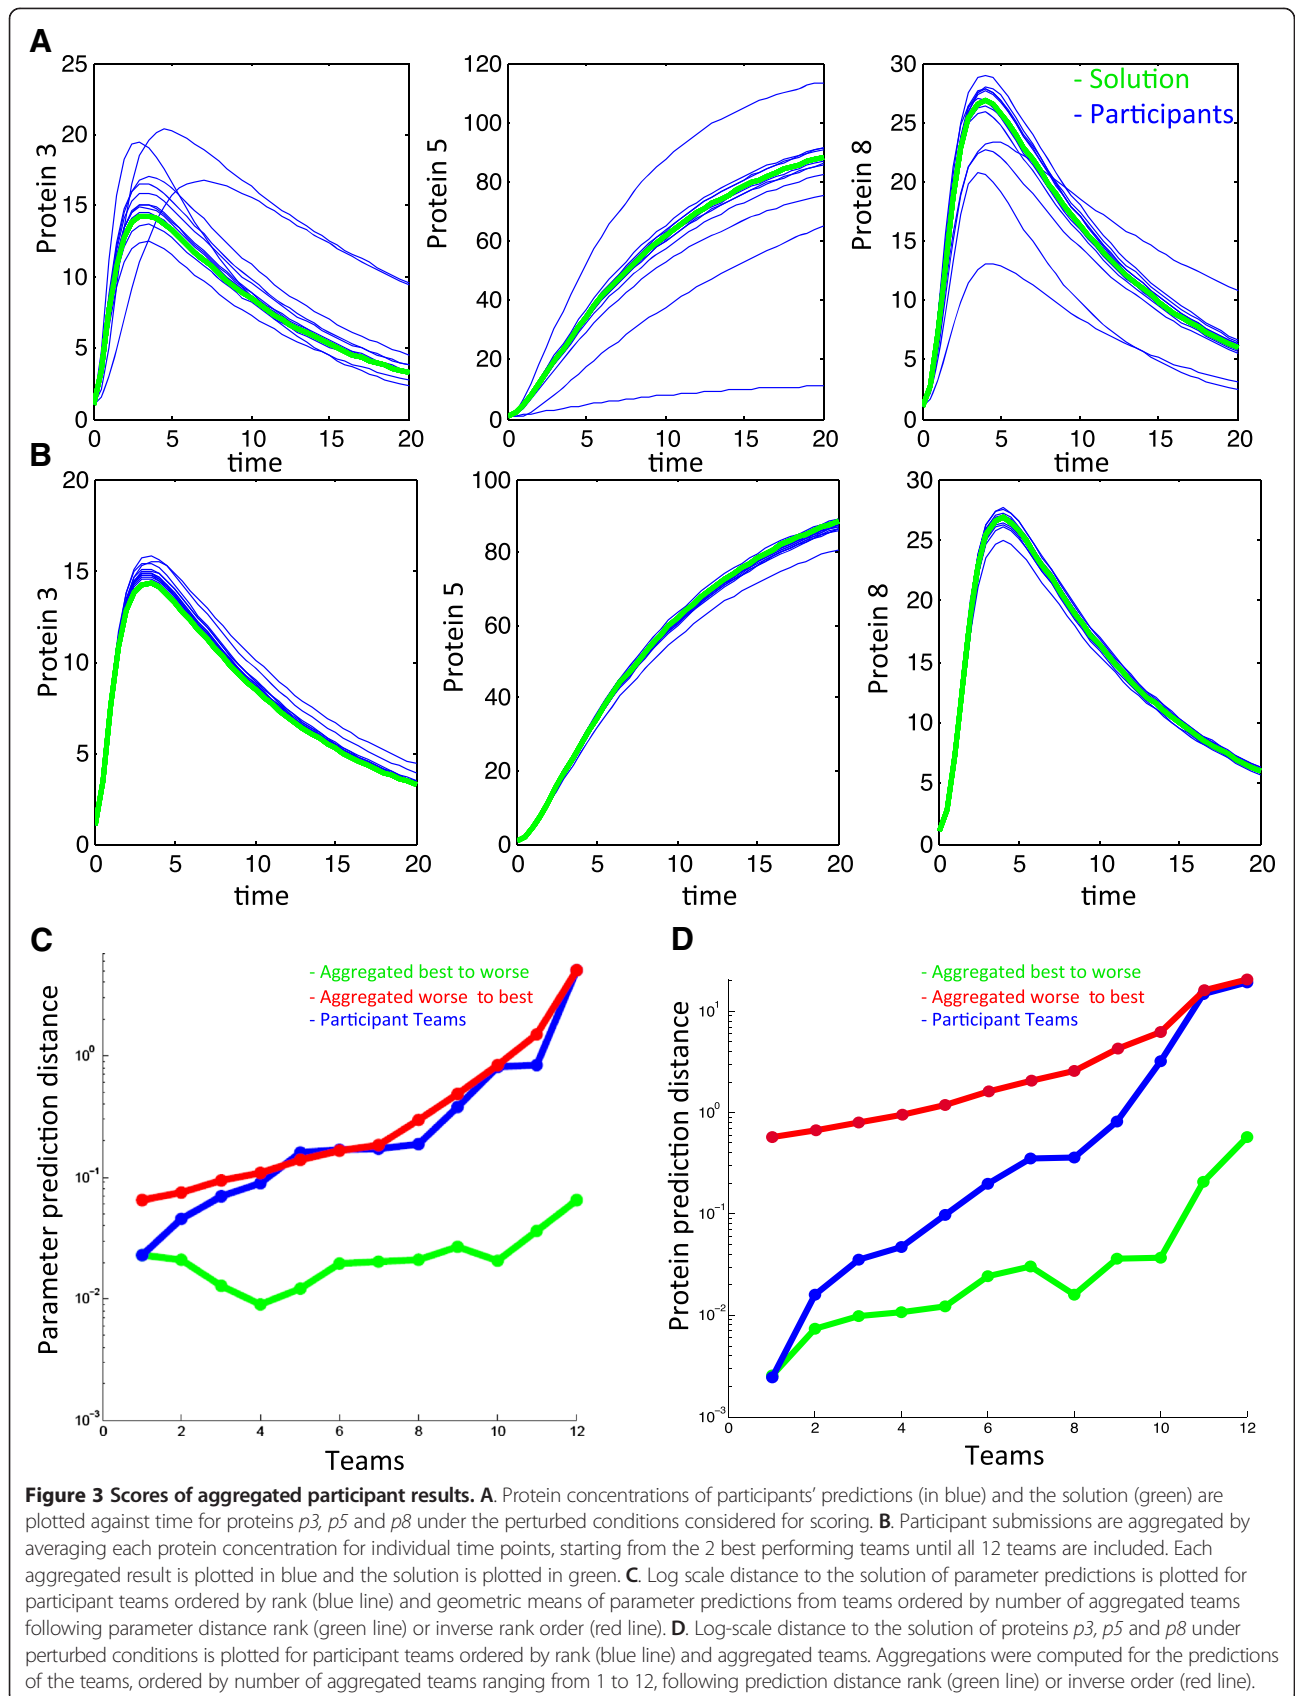 A
25
20
15
10
5
0
Protein 3
0 5 10 15 20
time
120
100
80
60
40
20
0
Protein 5
0 5 10 15 20
time
30
25
20
15
10
5
0
Protein 8
- Solution
- Participants
0 5 10 15 20
time
B
20
15
10
5
0
Protein 3
0 5 10 15 20
time
100
80
60
40
20
0
Protein 5
0 5 10 15 20
time
30
25
20
15
10
5
0
Protein 8
0 5 10 15 20
time
C
- Aggregated best to worse
- Aggregated worse to best
- Participant Teams
Parameter prediction distance
10⁰
10⁻¹
10⁻²
10⁻³
0 2 4 6 8 10 12
Teams
D
- Aggregated best to worse
- Aggregated worse to best
- Participant Teams
Protein prediction distance
10¹
10⁰
10⁻¹
10⁻²
10⁻³
0 2 4 6 8 10 12
Teams
Figure 3 Scores of aggregated participant results. A. Protein concentrations of participants’ predictions (in blue) and the solution (green) are
plotted against time for proteins p3, p5 and p8 under the perturbed conditions considered for scoring. B. Participant submissions are aggregated by
averaging each protein concentration for individual time points, starting from the 2 best performing teams until all 12 teams are included. Each
aggregated result is plotted in blue and the solution is plotted in green. C. Log scale distance to the solution of parameter predictions is plotted for
participant teams ordered by rank (blue line) and geometric means of parameter predictions from teams ordered by number of aggregated teams
following parameter distance rank (green line) or inverse rank order (red line). D. Log-scale distance to the solution of proteins p3, p5 and p8 under
perturbed conditions is plotted for participant teams ordered by rank (blue line) and aggregated teams. Aggregations were computed for the predictions
of the teams, ordered by number of aggregated teams ranging from 1 to 12, following prediction distance rank (green line) or inverse order (red line).